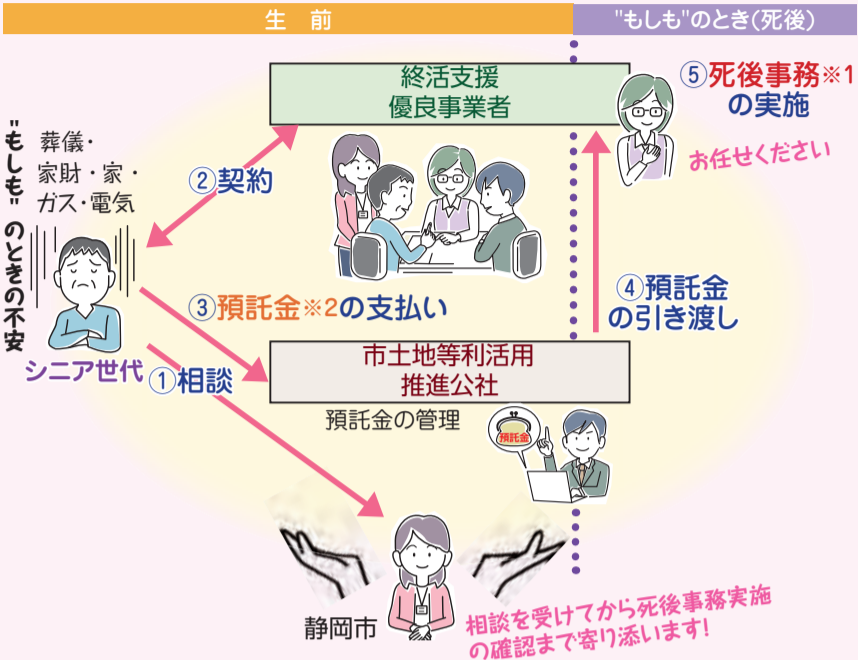 生 前
"もしも"のとき(死後)
終活支援
優良事業者
⑤死後事務※1
の実施
お任せください
"もしも"のときの不安
葬儀・
家財・家・
ガス・電気
②契約
③預託金※2の支払い
④預託金
の引き渡し
シニア世代
①相談
市土地等利活用
推進公社
預託金の管理
預託金
静岡市
相談を受けてから死後事務実施
の確認まで寄り添います!